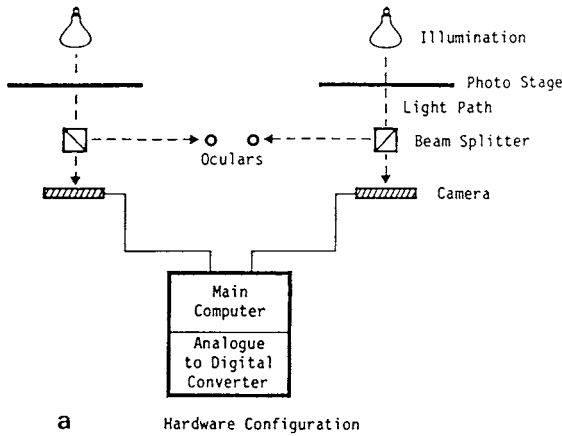 Illumination
Photo Stage
Light Path
Beam Splitter
Oculars
Camera
Main
Computer
Analogue
to Digital
Converter
a
Hardware Configuration